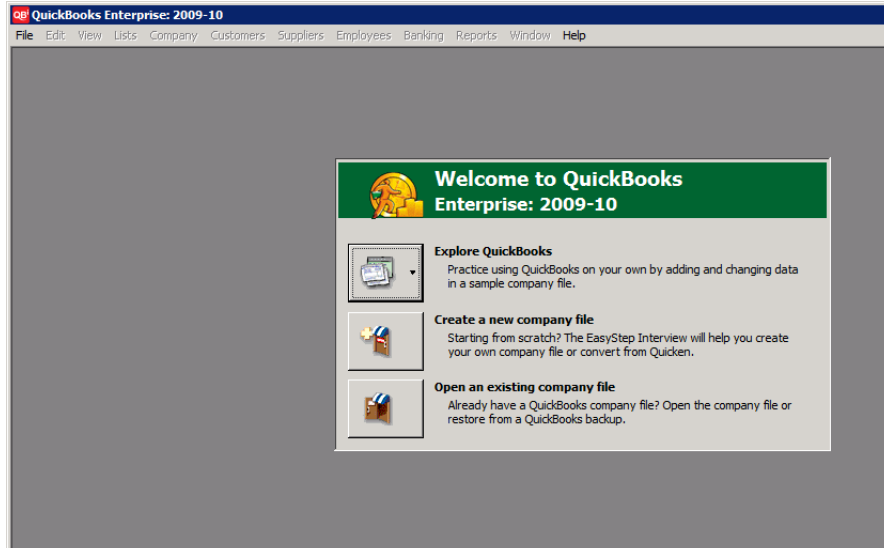 QB QuickBooks Enterprise: 2009-10
File Edit View Lists Company Customers Suppliers Employees Banking Reports Window Help
Welcome to QuickBooks
Enterprise: 2009-10
Explore QuickBooks
Practice using QuickBooks on your own by adding and changing data
in a sample company file.
Create a new company file
Starting from scratch? The EasyStep Interview will help you create
your own company file or convert from Quicken.
Open an existing company file
Already have a QuickBooks company file? Open the company file or
restore from a QuickBooks backup.